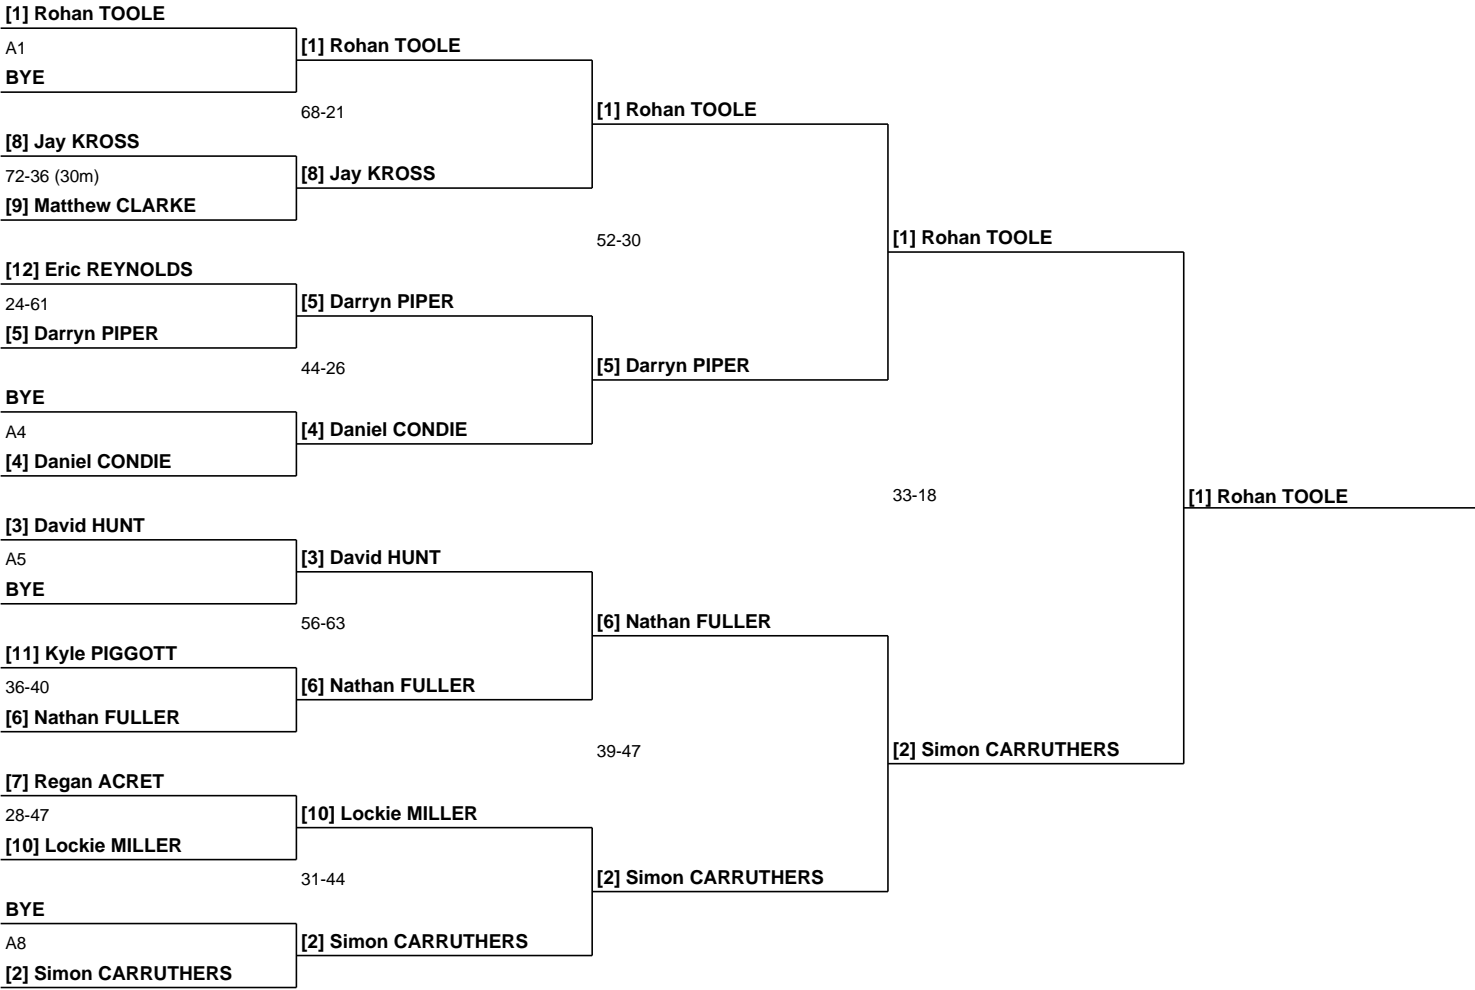 [1] Rohan TOOLE
A1
BYE
[8] Jay KROSS
72-36 (30m)
[9] Matthew CLARKE
[12] Eric REYNOLDS
24-61
[5] Darryn PIPER
BYE
A4
[4] Daniel CONDIE
[3] David HUNT
A5
BYE
[11] Kyle PIGGOTT
36-40
[6] Nathan FULLER
[7] Regan ACRET
28-47
[10] Lockie MILLER
BYE
A8
[2] Simon CARRUTHERS
[1] Rohan TOOLE
68-21
[8] Jay KROSS
[5] Darryn PIPER
44-26
[4] Daniel CONDIE
[3] David HUNT
56-63
[6] Nathan FULLER
[10] Lockie MILLER
31-44
[2] Simon CARRUTHERS
[1] Rohan TOOLE
52-30
[5] Darryn PIPER
[6] Nathan FULLER
39-47
[2] Simon CARRUTHERS
[1] Rohan TOOLE
33-18
[2] Simon CARRUTHERS
[1] Rohan TOOLE